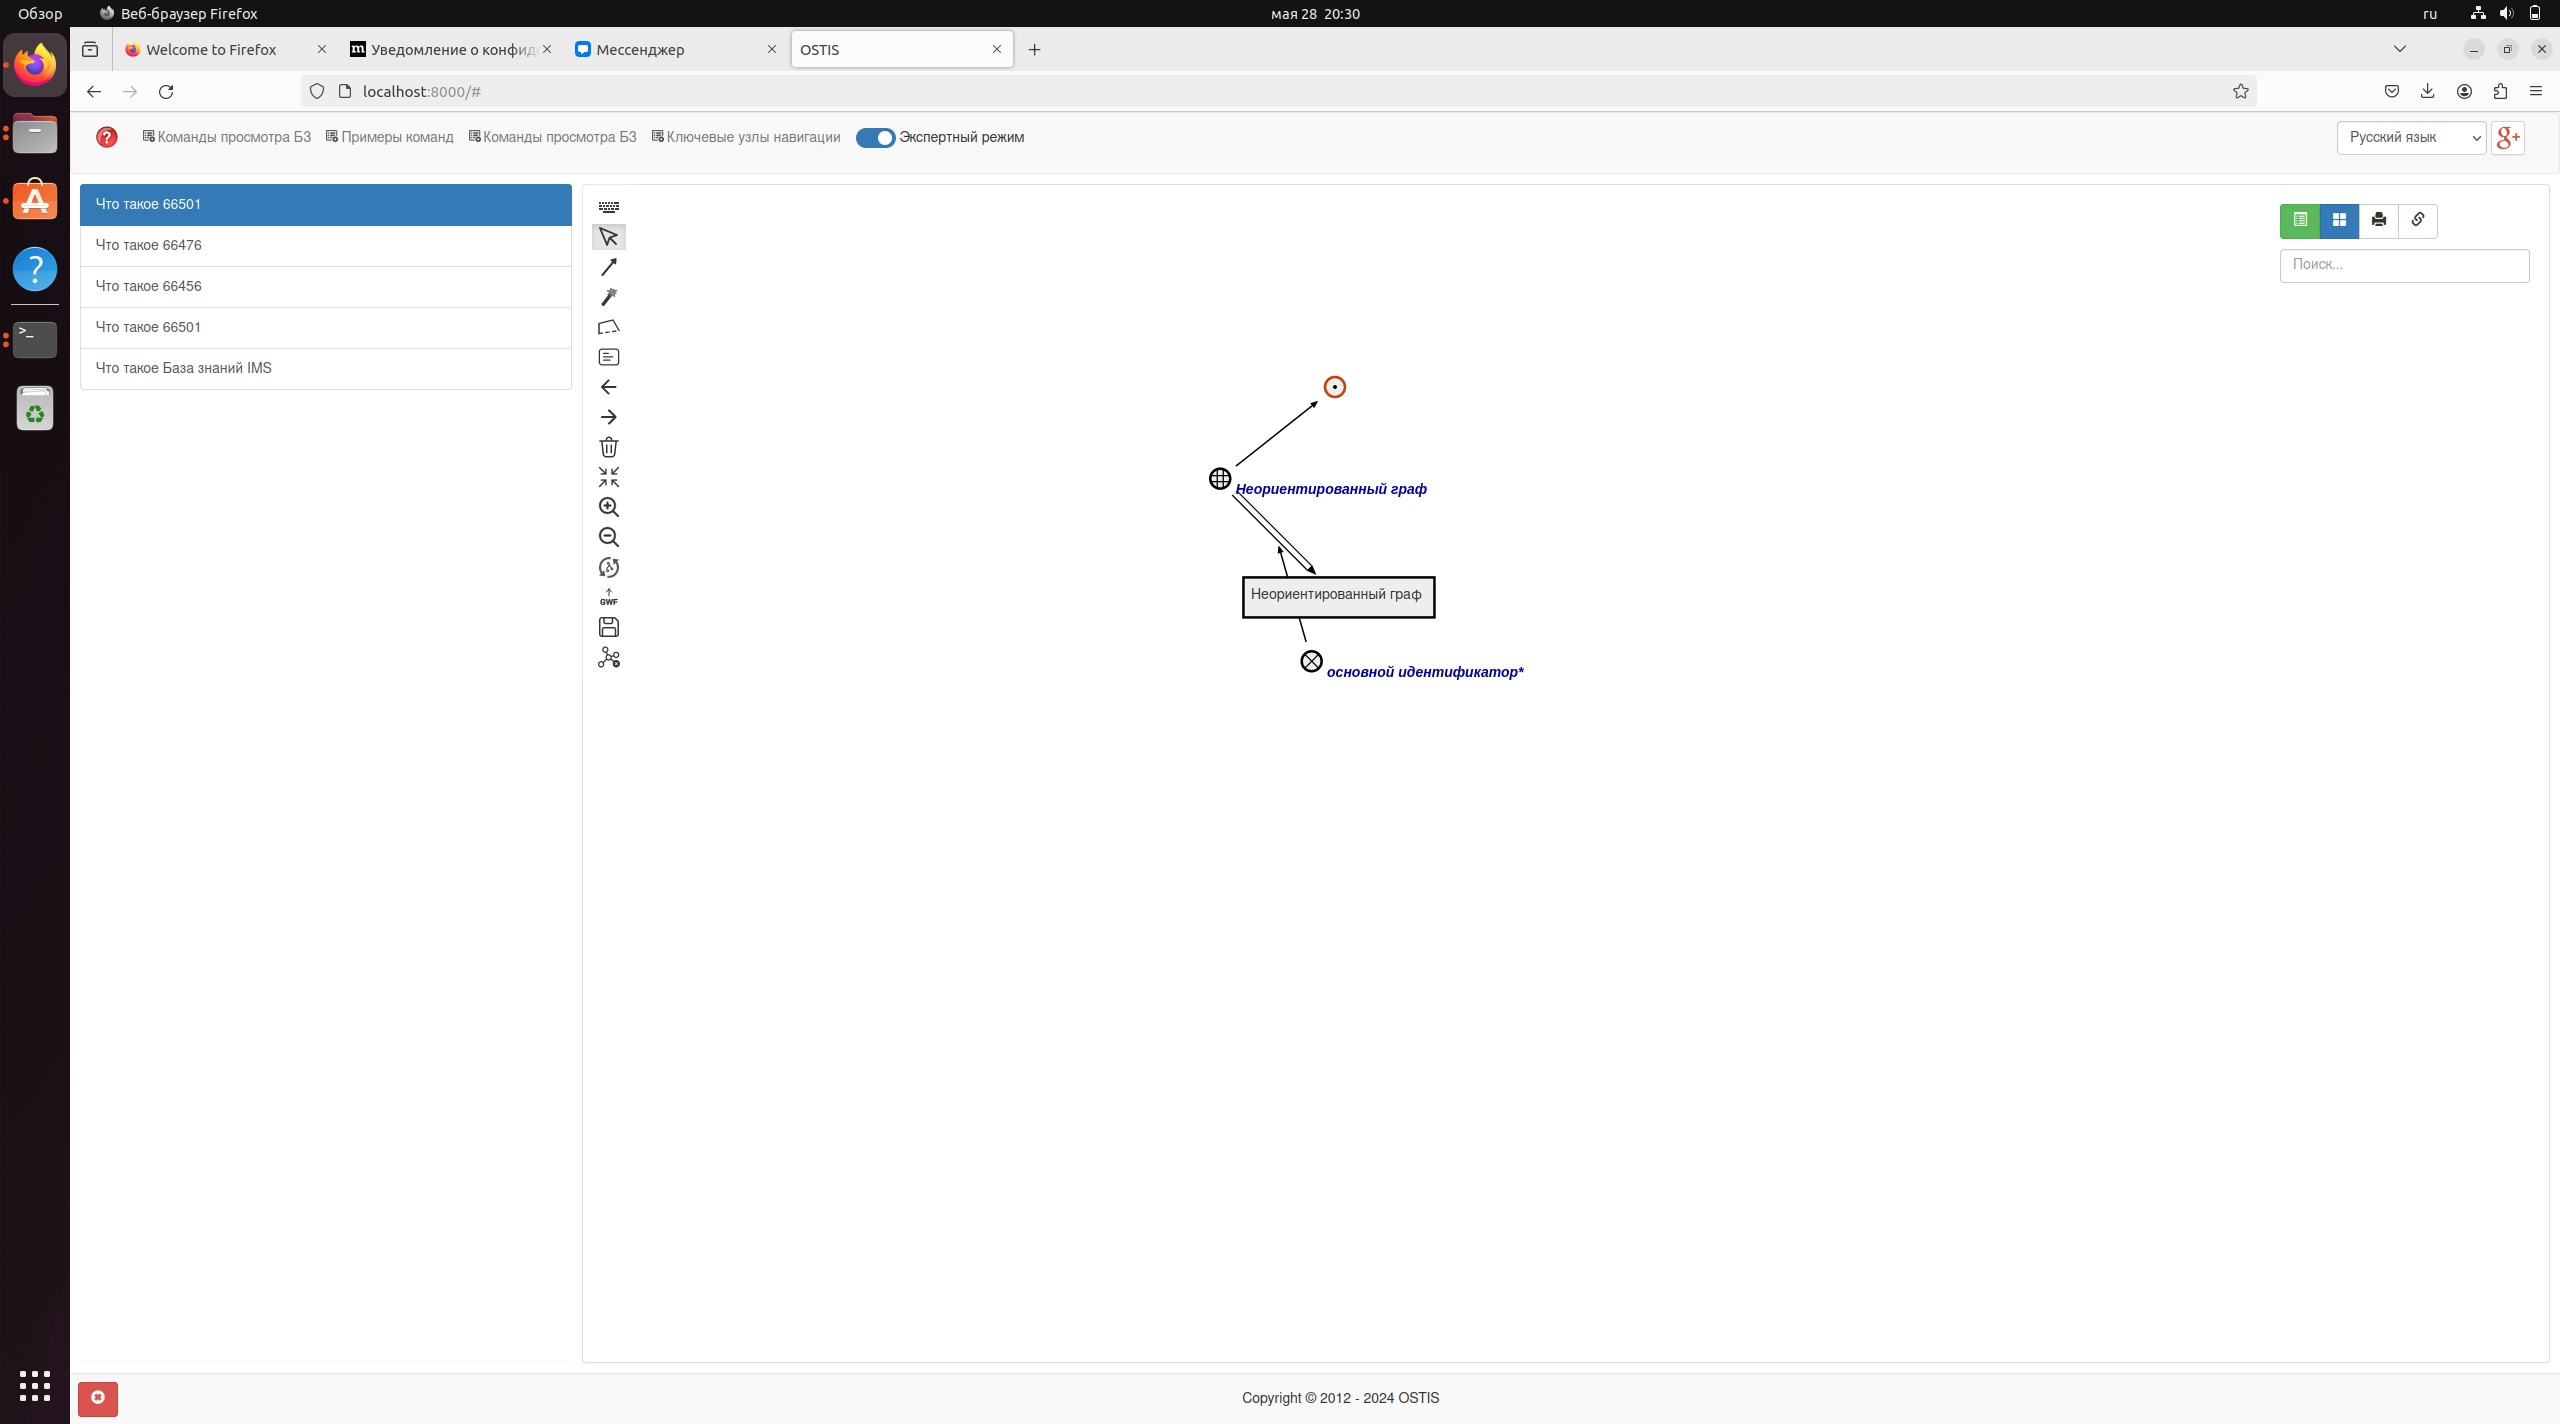 Обзор
Веб-браузер Firefox
мая 28 20:30
ru
Welcome to Firefox
Уведомление о конфиде
Мессенджер
OSTIS
localhost:8000/#
Команды просмотра БЗ
Примеры команд
Команды просмотра БЗ
Ключевые узлы навигации
Экспертный режим
Русский язык
g+
Что такое 66501
Что такое 66476
Что такое 66456
Что такое 66501
Что такое База знаний IMS
Поиск...
Неориентированный граф
Неориентированный граф
GWF
основной идентификатор*
Copyright © 2012 - 2024 OSTIS